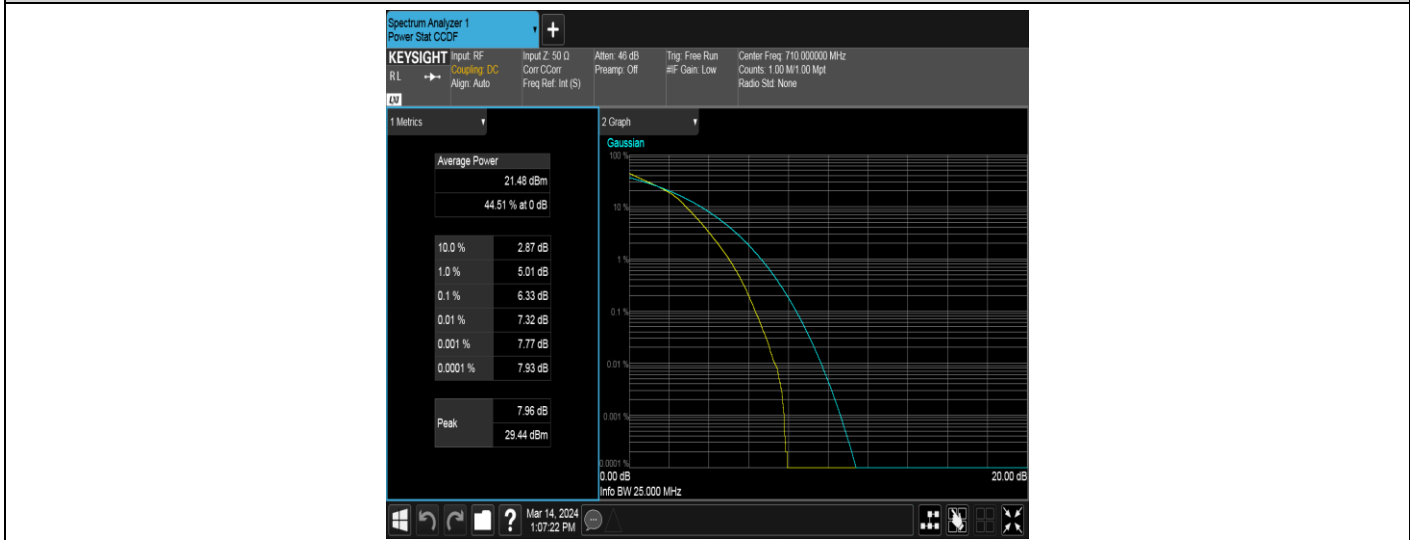 Spectrum Analyzer 1
Power Stat CCDF
+
KEYSIGHT
RL
LXI
Input: RF
Coupling: DC
Align: Auto
Input Z: 50 Ω
Corr CCorr
Freq Ref: Int (S)
Atten: 46 dB
Preamp: Off
Trig: Free Run
#IF Gain: Low
Center Freq: 710.000000 MHz
Counts: 1.00 M/1.00 Mpt
Radio Std: None
1 Metrics
Average Power
21.48 dBm
44.51 % at 0 dB
10.0 % 2.87 dB
1.0 % 5.01 dB
0.1 % 6.33 dB
0.01 % 7.32 dB
0.001 % 7.77 dB
0.0001 % 7.93 dB
Peak
7.96 dB
29.44 dBm
2 Graph
Gaussian
100 %
10 %
1 %
0.1 %
0.01 %
0.001 %
0.0001 %
0.00 dB
20.00 dB
Info BW 25.000 MHz
?
Mar 14, 2024
1:07:22 PM